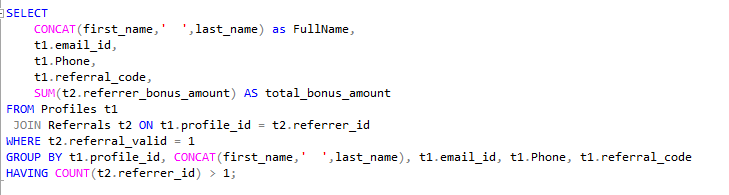 SELECT
    CONCAT(first_name,'  ',last_name) as FullName,
    t1.email_id,
    t1.Phone,
    t1.referral_code,
    SUM(t2.referrer_bonus_amount) AS total_bonus_amount
FROM Profiles t1
 JOIN Referrals t2 ON t1.profile_id = t2.referrer_id
WHERE t2.referral_valid = 1
GROUP BY t1.profile_id, CONCAT(first_name,'  ',last_name), t1.email_id, t1.Phone, t1.referral_code
HAVING COUNT(t2.referrer_id) > 1;